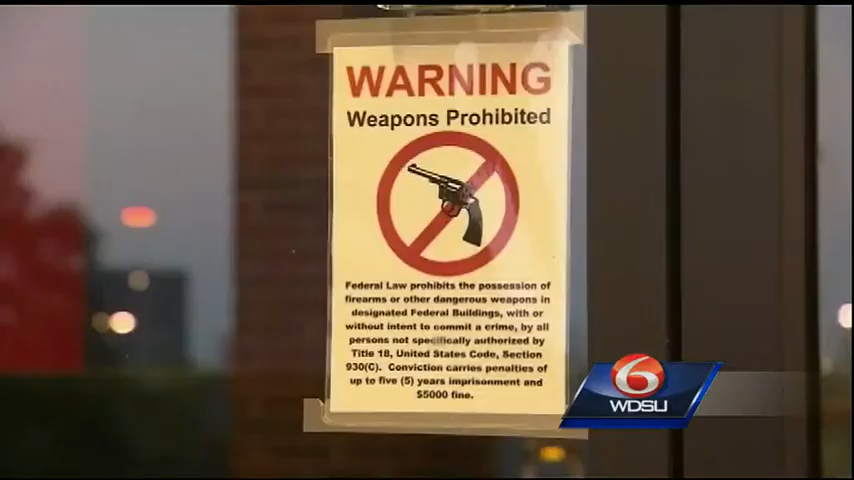 WARNING
Weapons Prohibited
Federal Law prohibits the possession of
firearms or other dangerous weapons in
designated Federal Buildings, with or
without intent to commit a crime, by all
persons not specifically authorized by
Title 18, United States Code, Section
930(C). Conviction carries penalties of
up to five (5) years imprisonment and
$5000 fine.
6
WDSU